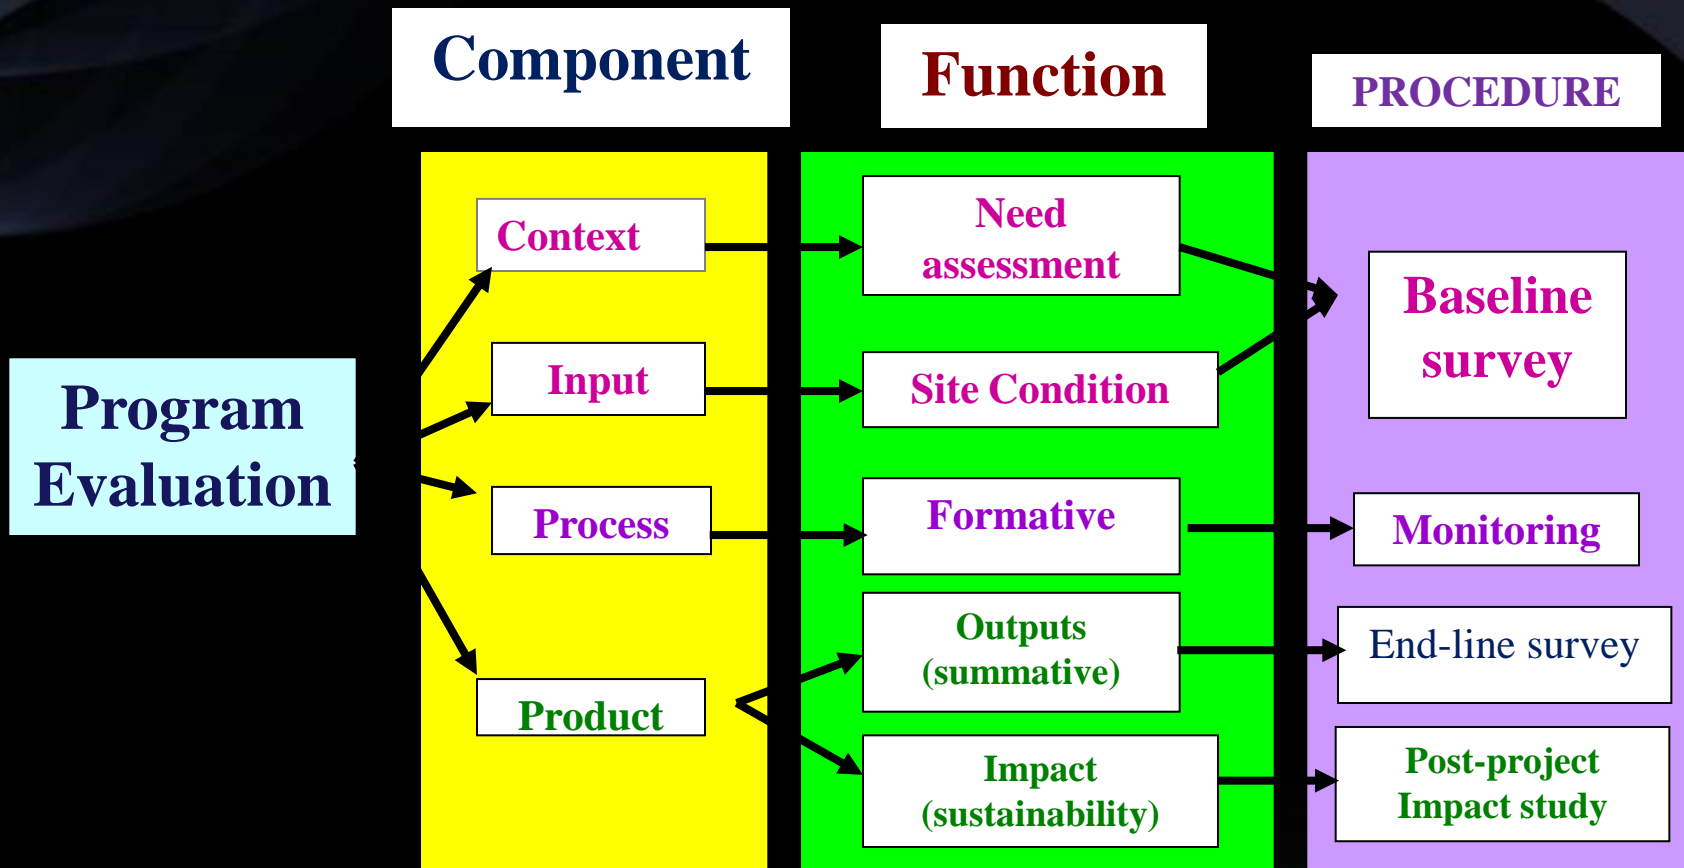 Component
Function
PROCEDURE
Program
Evaluation
Context
Input
Process
Product
Need
assessment
Site Condition
Formative
Outputs
(summative)
Impact
(sustainability)
Baseline
survey
Monitoring
End-line survey
Post-project
Impact study